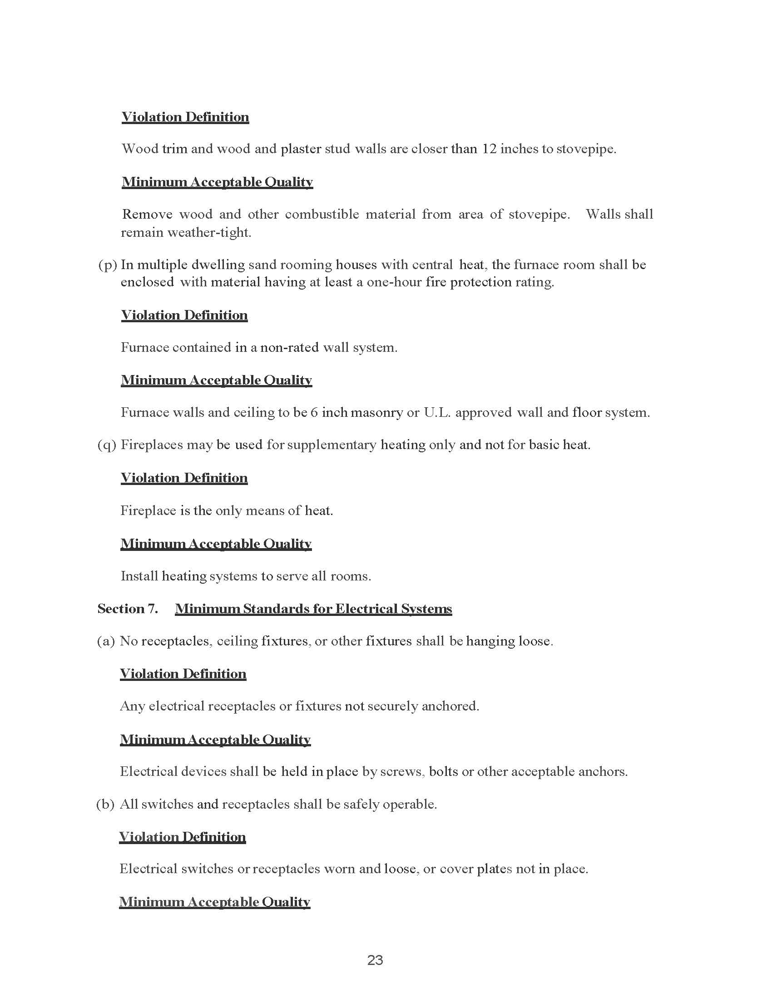 Violation Definition
Wood trim and wood and plaster stud walls are closer than 12 inches to stovepipe.
Minimum Acceptable Quality
Remove wood and other combustible material from area of stovepipe. Walls shall
remain weather-tight.
(p) In multiple dwelling sand rooming houses with central heat, the furnace room shall be
enclosed with material having at least a one-hour fire protection rating.
Violation Definition
Furnace contained in a non-rated wall system.
Minimum Acceptable Quality
Furnace walls and ceiling to be 6 inch masonry or U.L. approved wall and floor system.
(q) Fireplaces may be used for supplementary heating only and not for basic heat.
Violation Definition
Fireplace is the only means of heat.
Minimum Acceptable Quality
Install heating systems to serve all rooms.
Section 7. Minimum Standards for Electrical Systems
(a) No receptacles, ceiling fixtures, or other fixtures shall be hanging loose.
Violation Definition
Any electrical receptacles or fixtures not securely anchored.
Minimum Acceptable Quality
Electrical devices shall be held in place by screws, bolts or other acceptable anchors.
(b) All switches and receptacles shall be safely operable.
Violation Definition
Electrical switches or receptacles worn and loose, or cover plates not in place.
Minimum Acceptable Quality
23